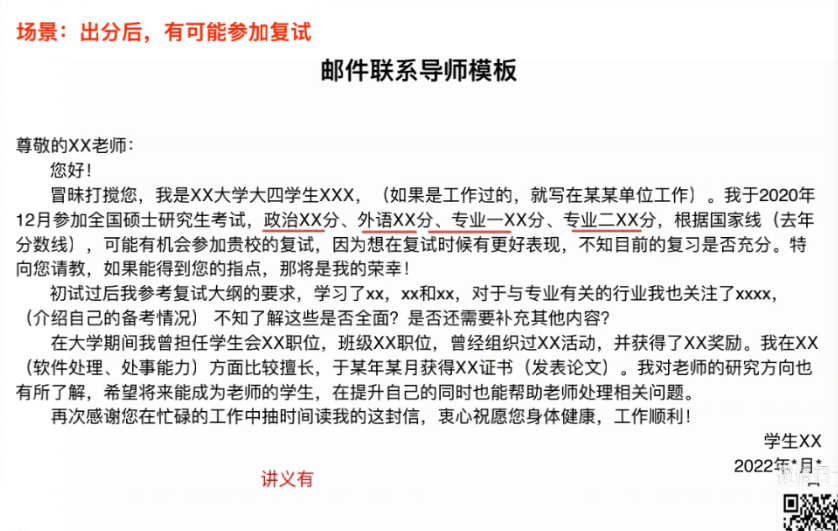 场景：出分后，有可能参加复试
邮件联系导师模板
尊敬的XX老师：
您好！
冒昧打搅您，我是XX大学大四学生XXX，（如果是工作过的，就写在某某单位工作）。我于2020年
12月参加全国硕士研究生考试，政治XX分、外语XX分、专业一XX分、专业二XX分，根据国家线（去年
分数线），可能有机会参加贵校的复试，因为想在复试时候有更好表现，不知目前的复习是否充分。特
向您请教，如果能得到您的指点，那将是我的荣幸！
初试过后我参考复试大纲的要求，学习了xx，xx和xx，对于与专业有关的行业我也关注了xxxx，
（介绍自己的备考情况） 不知了解这些是否全面？是否还需要补充其他内容？
在大学期间我曾担任学生会XX职位，班级XX职位，曾经组织过XX活动，并获得了XX奖励。我在XX
（软件处理、处事能力）方面比较擅长，于某年某月获得XX证书（发表论文）。我对老师的研究方向也
有所了解，希望将来能成为老师的学生，在提升自己的同时也能帮助老师处理相关问题。
再次感谢您在忙碌的工作中抽时间读我的这封信，衷心祝愿您身体健康，工作顺利！
学生XX
2022年*月*
日
讲义有